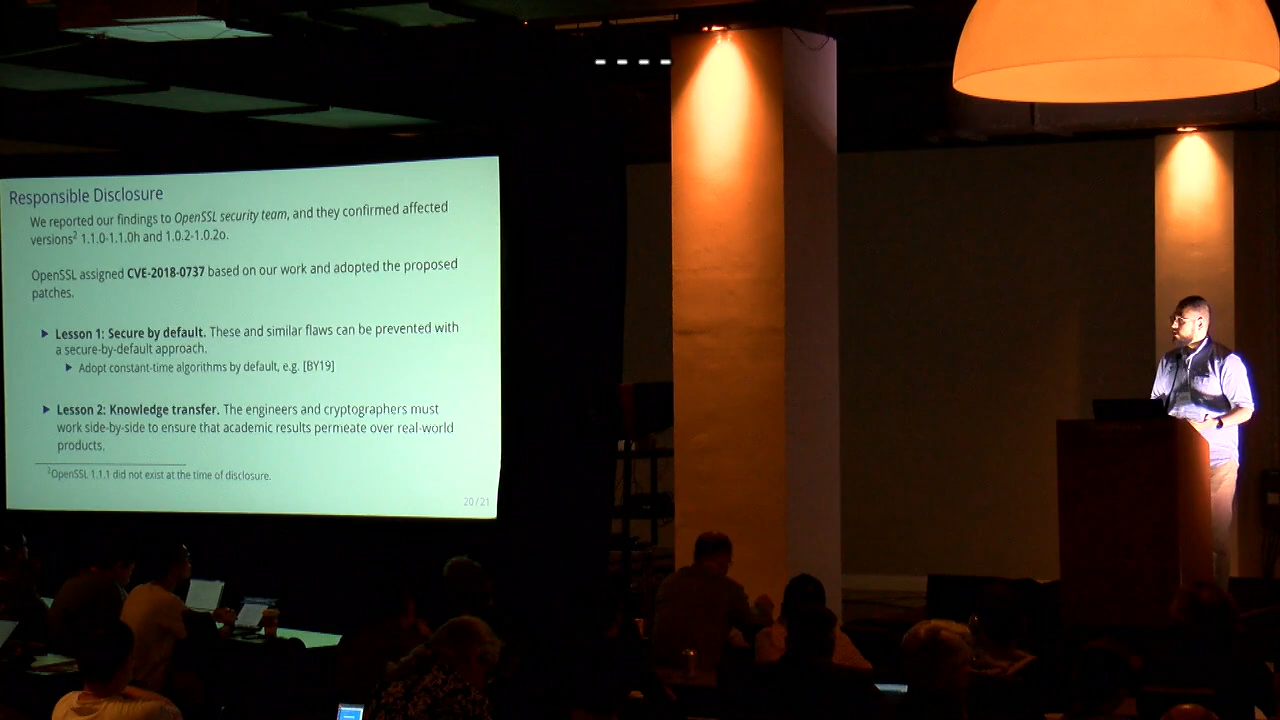 Responsible Disclosure
We reported our findings to OpenSSL security team, and they confirmed affected
versions² 1.1.0-1.1.0h and 1.0.2-1.0.2o.
OpenSSL assigned CVE-2018-0737 based on our work and adopted the proposed
patches.
Lesson 1: Secure by default. These and similar flaws can be prevented with
a secure-by-default approach.
Adopt constant-time algorithms by default, e.g. [BY19]
Lesson 2: Knowledge transfer. The engineers and cryptographers must
work side-by-side to ensure that academic results permeate over real-world
products.
²OpenSSL 1.1.1 did not exist at the time of disclosure.
20/21